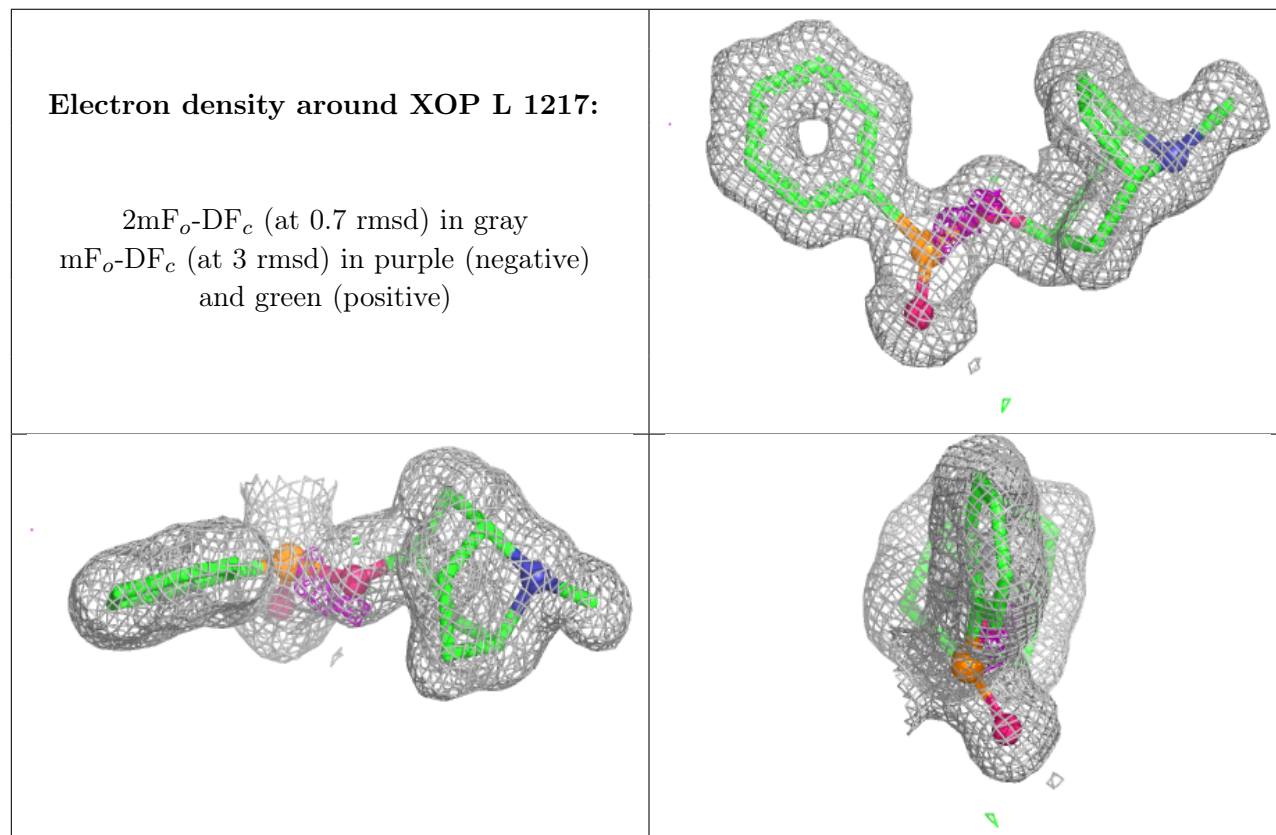 Electron density around XOP L 1217:
2mFo-DFc (at 0.7 rmsd) in gray
mFo-DFc (at 3 rmsd) in purple (negative)
and green (positive)